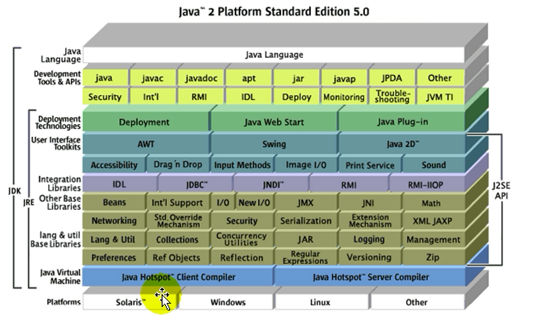 Java™ 2 Platform Standard Edition 5.0
Java Language
Java Language
Development Tools & APIs
java javac javadoc apt jar javap JPDA Other
Security Int'l RMI IDL Deploy Monitoring Trouble-shooting JVM TI
Deployment Technologies
Deployment Java Web Start Java Plug-in
User Interface Toolkits
AWT Swing Java 2D™
Accessibility Drag 'n Drop Input Methods Image I/O Print Service Sound
Integration Libraries
IDL JDBC™ JNDI™ RMI RMI-IIOP
Other Base Libraries
Beans Int'l Support I/O New I/O JMX JNI Math
Networking Std. Override Mechanism Security Serialization Extension Mechanism XML JAXP
lang & util Base Libraries
Lang & Util Collections Concurrency Utilities JAR Logging Management
Preferences Ref Objects Reflection Regular Expressions Versioning Zip
Java Virtual Machine
Java Hotspot™ Client Compiler Java Hotspot™ Server Compiler
Platforms
Solaris™ Windows Linux Other
JDK
JRE
J2SE API